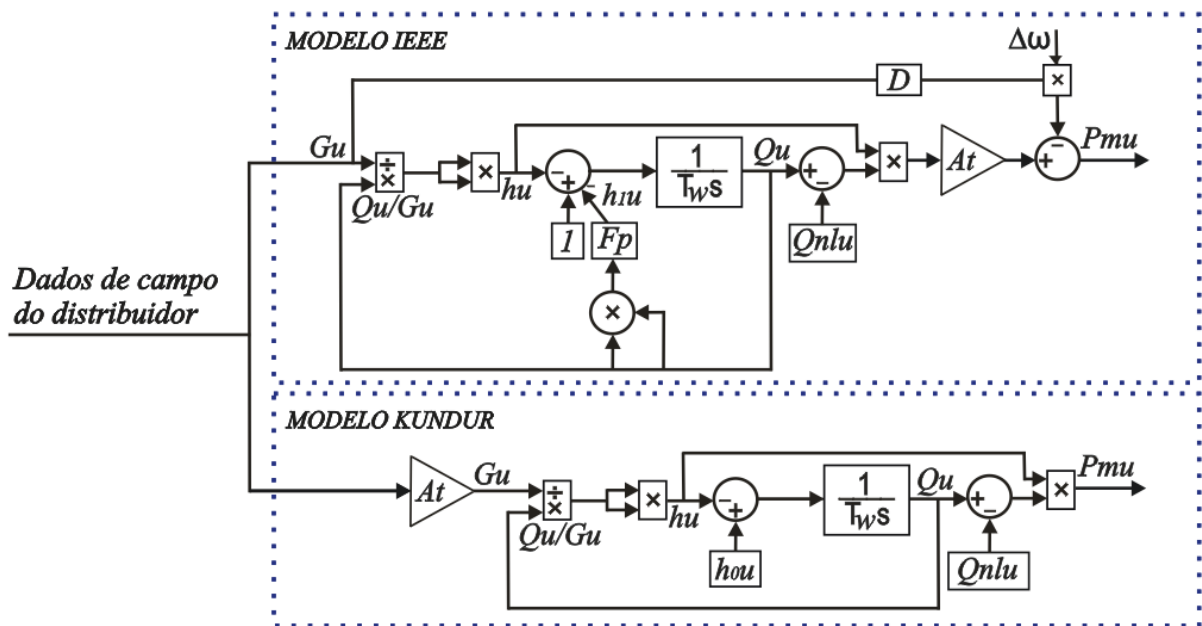 MODELO IEEE
Δω
D
×
Gu
÷
×
Qu/Gu
×
hu
−
+
−
h1u
1
Fp
×
1
Tws
Qu
+
−
Qnlu
×
At
+
−
Pmu
Dados de campo
do distribuidor
MODELO KUNDUR
At
Gu
÷
×
Qu/Gu
×
hu
−
+
h0u
1
Tws
Qu
+
−
Qnlu
×
Pmu